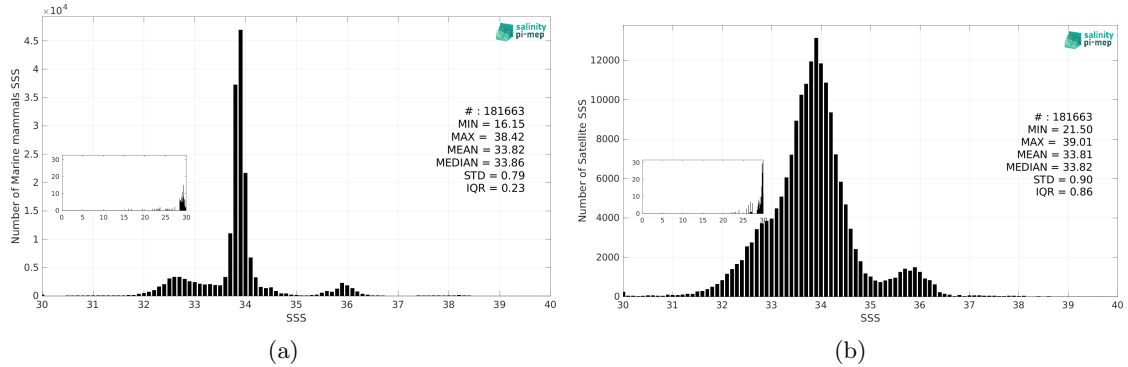 ×10⁴
4.5
4
3.5
3
2.5
2
1.5
1
0.5
0
Number of Marine mammals SSS
30 31 32 33 34 35 36 37 38 39 40
SSS
salinity
pi-mep
# : 181663
MIN = 16.15
MAX = 38.42
MEAN = 33.82
MEDIAN = 33.86
STD = 0.79
IQR = 0.23
30
20
10
0
0 5 10 15 20 25 30
(a)
12000
10000
8000
6000
4000
2000
0
Number of Satellite SSS
30 31 32 33 34 35 36 37 38 39 40
SSS
salinity
pi-mep
# : 181663
MIN = 21.50
MAX = 39.01
MEAN = 33.81
MEDIAN = 33.82
STD = 0.90
IQR = 0.86
30
20
10
0
0 5 10 15 20 25 30
(b)